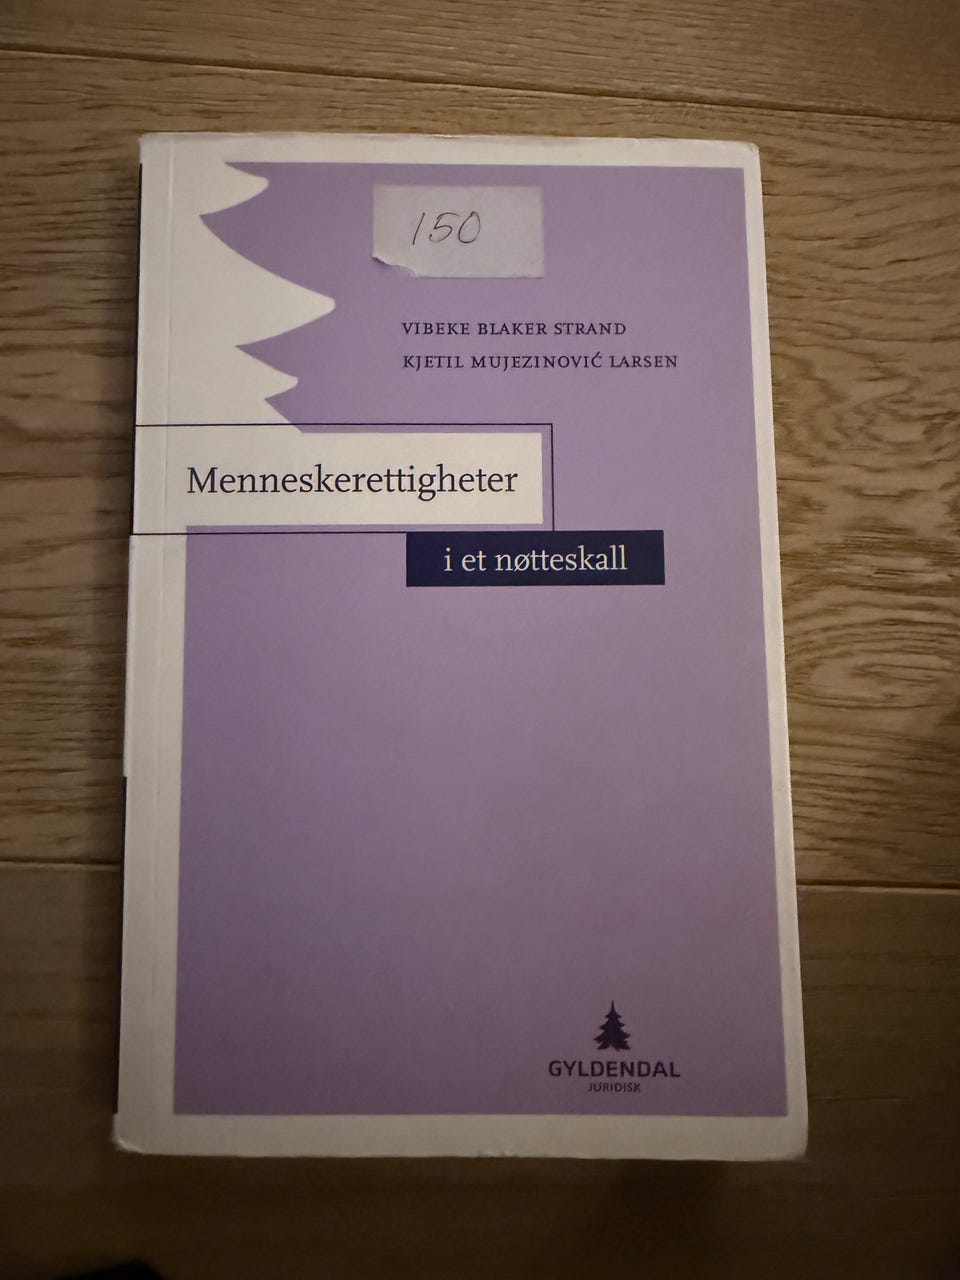 150
VIBEKE BLAKER STRAND
KJETIL MUJEZINOVIĆ LARSEN
Menneskerettigheter
i et nøtteskall
GYLDENDAL
JURIDISK